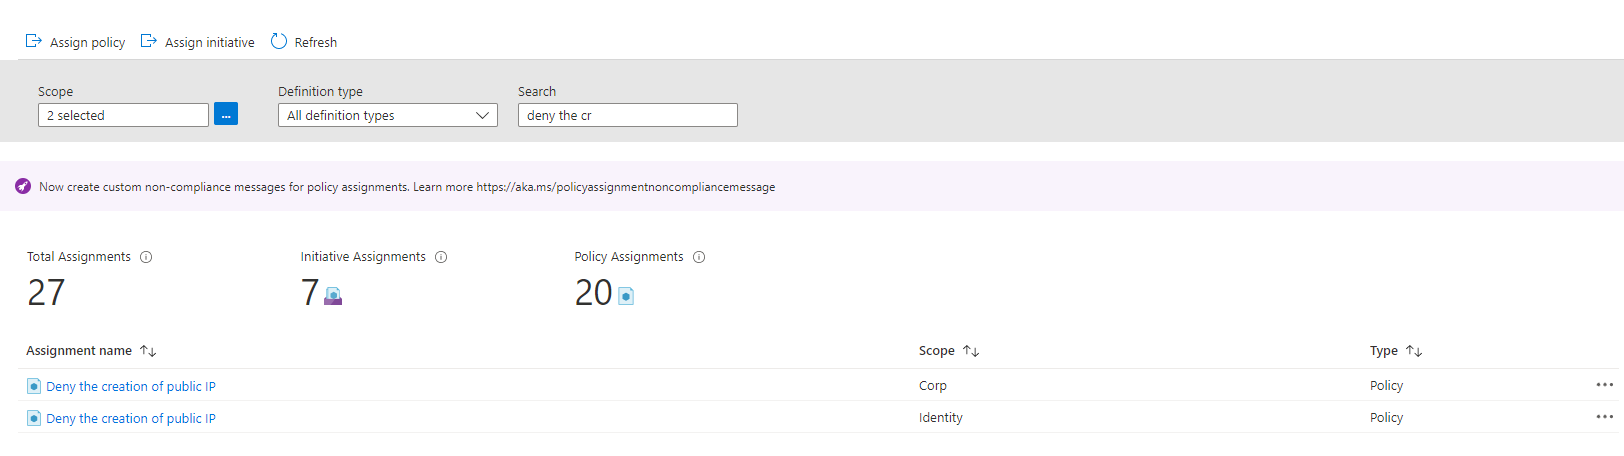 Assign policy Assign initiative Refresh
Scope Definition type Search
2 selected ... All definition types deny the cr
Now create custom non-compliance messages for policy assignments. Learn more https://aka.ms/policyassignmentnoncompliancemessage
Total Assignments Initiative Assignments Policy Assignments
27 7 20
Assignment name Scope Type
Deny the creation of public IP Corp Policy
Deny the creation of public IP Identity Policy